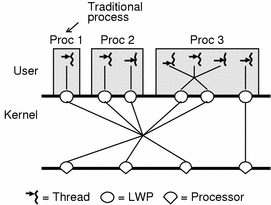 Traditional
process
Proc 1 Proc 2 Proc 3
User
Kernel
= Thread = LWP = Processor